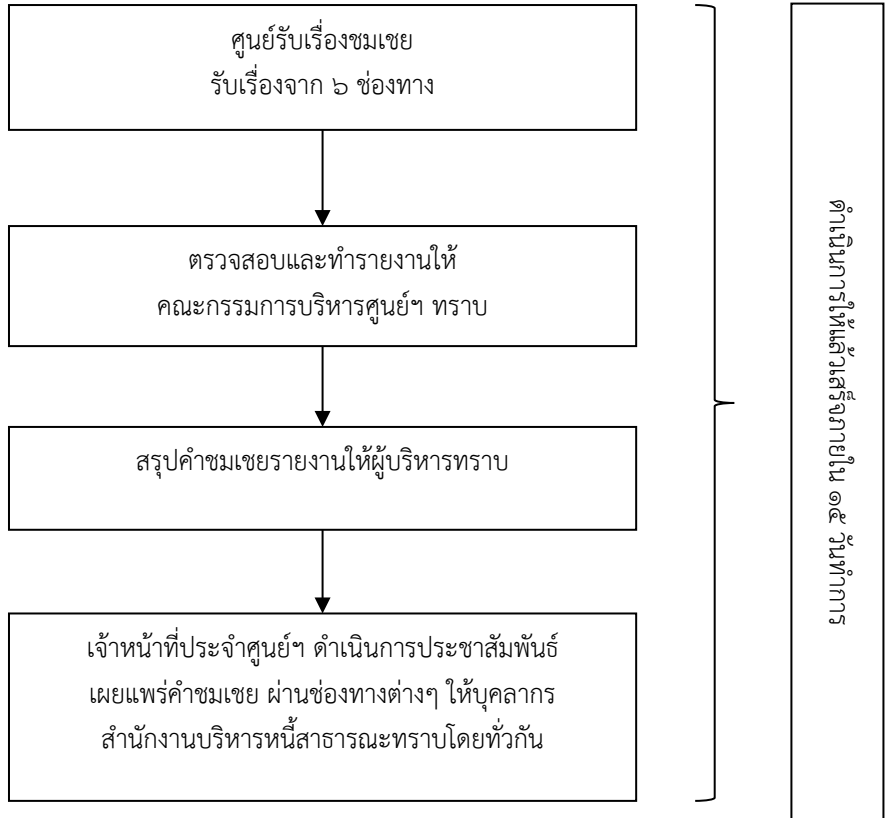 ศูนย์รับเรื่องชมเชย
รับเรื่องจาก ๖ ช่องทาง
ตรวจสอบและทำรายงานให้
คณะกรรมการบริหารศูนย์ฯ ทราบ
สรุปคำชมเชยรายงานให้ผู้บริหารทราบ
เจ้าหน้าที่ประจำศูนย์ฯ ดำเนินการประชาสัมพันธ์
เผยแพร่คำชมเชย ผ่านช่องทางต่างๆ ให้บุคลากร
สำนักงานบริหารหนี้สาธารณะทราบโดยทั่วกัน
ดำเนินการให้แล้วเสร็จภายใน ๑๕ วันทำการ